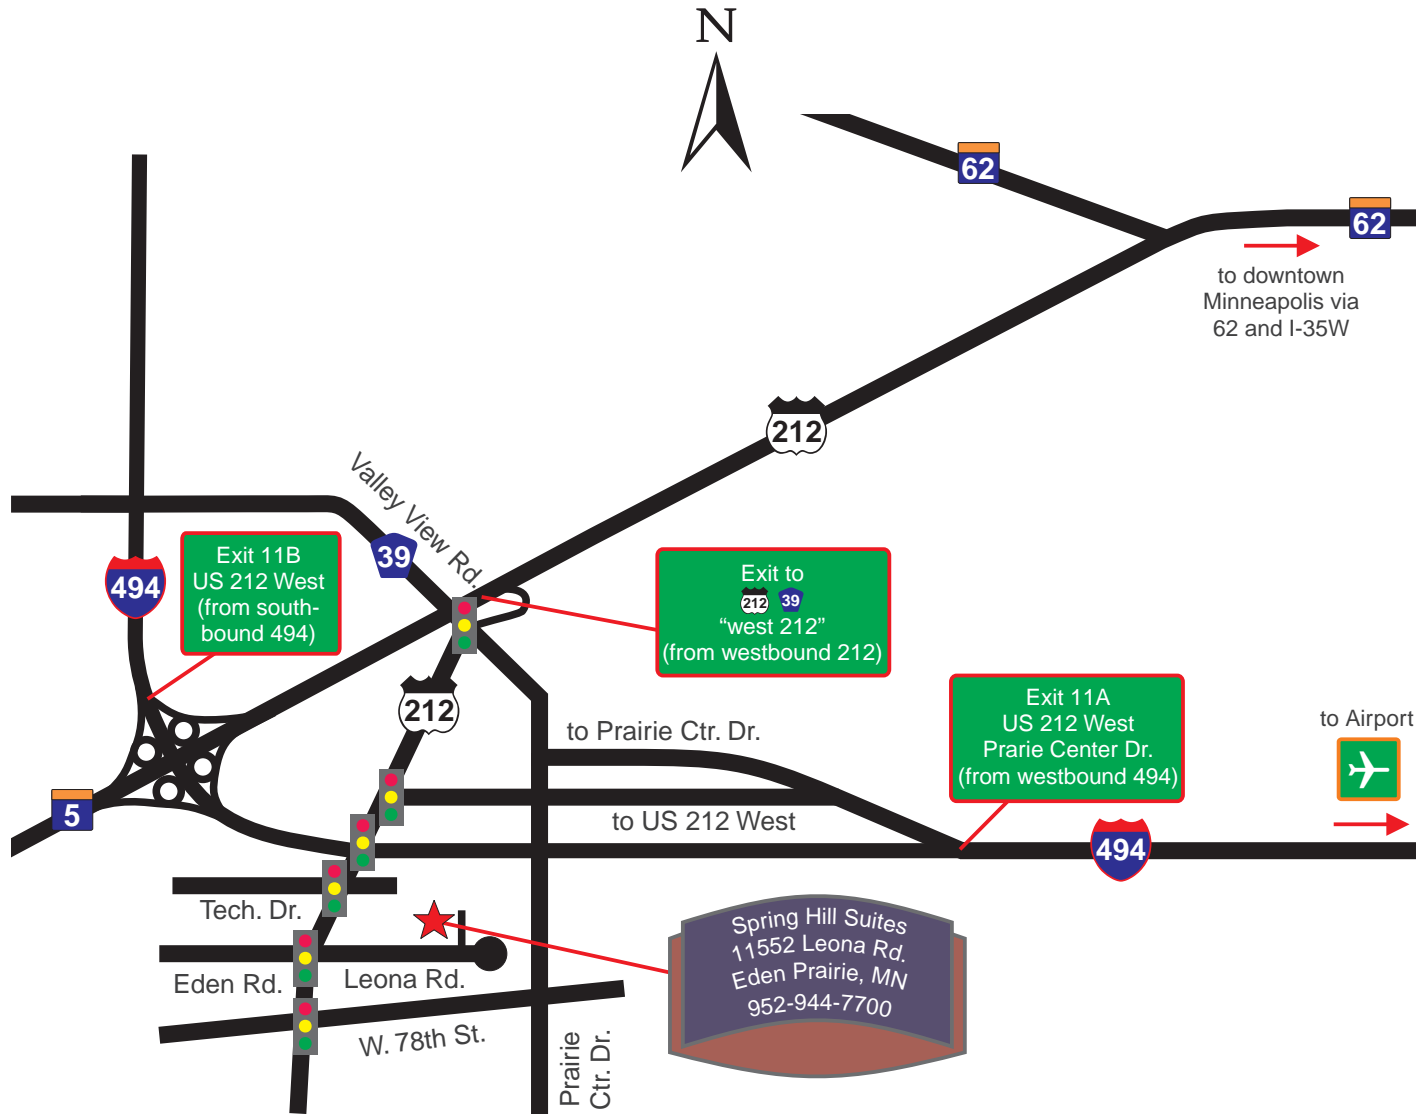 N
62
62
to downtown
Minneapolis via
62 and I-35W
212
Valley View Rd.
39
494
Exit 11B
US 212 West
(from south-
bound 494)
Exit to
212 39
“west 212”
(from westbound 212)
212
Exit 11A
US 212 West
Prarie Center Dr.
(from westbound 494)
to Airport
to Prairie Ctr. Dr.
5
to US 212 West
494
Tech. Dr.
Eden Rd.
Leona Rd.
W. 78th St.
Prairie
Ctr. Dr.
Spring Hill Suites
11552 Leona Rd.
Eden Prairie, MN
952-944-7700